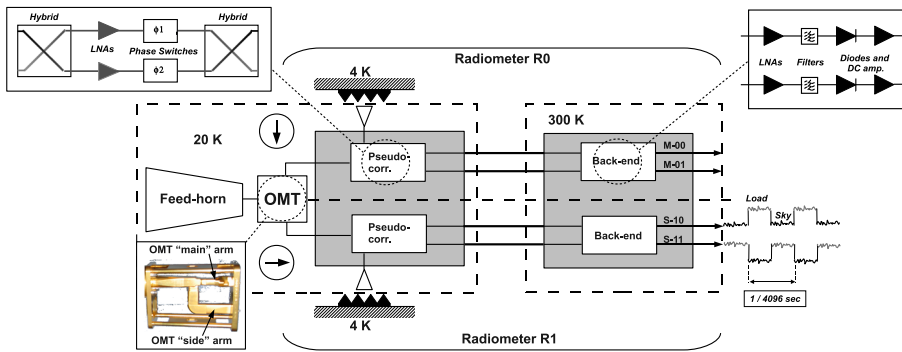 Hybrid
Hybrid
LNAs
ϕ1
Phase Switches
ϕ2
Radiometer R0
4 K
20 K
300 K
LNAs
Filters
Diodes and
DC amp.
Pseudo-
corr.
Back-end
M-00
M-01
Feed-horn
OMT
Pseudo-
corr.
Back-end
S-10
S-11
Load
Sky
1 / 4096 sec
OMT “main” arm
OMT “side” arm
4 K
Radiometer R1